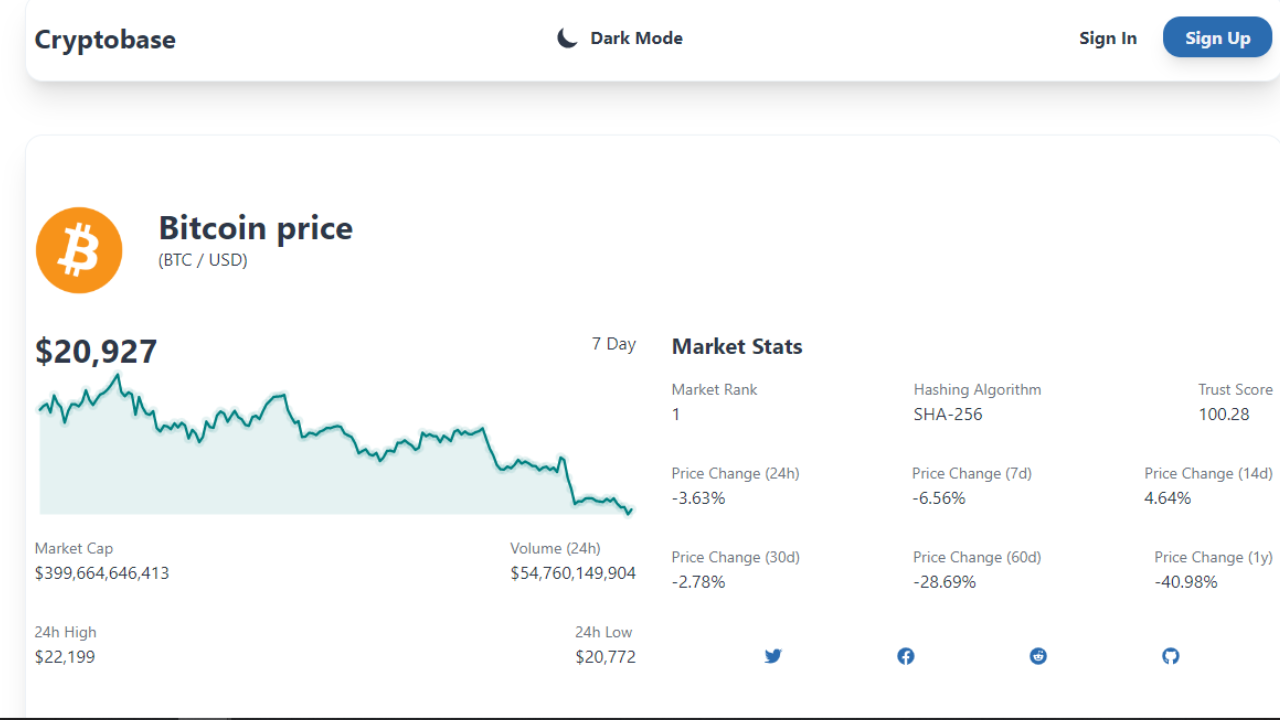 Cryptobase
Dark Mode
Sign In
Sign Up
Bitcoin price
(BTC / USD)
$20,927
7 Day
Market Cap
$399,664,646,413
Volume (24h)
$54,760,149,904
24h High
$22,199
24h Low
$20,772
Market Stats
Market Rank
1
Hashing Algorithm
SHA-256
Trust Score
100.28
Price Change (24h)
-3.63%
Price Change (7d)
-6.56%
Price Change (14d)
4.64%
Price Change (30d)
-2.78%
Price Change (60d)
-28.69%
Price Change (1y)
-40.98%